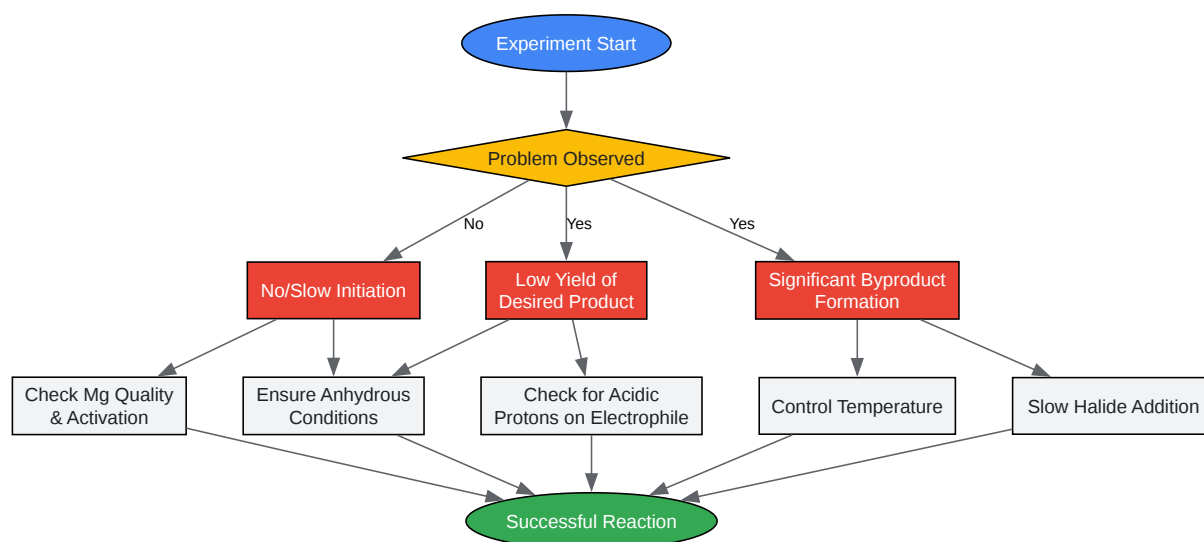 Experiment Start
Problem Observed
No
Yes
Yes
No/Slow Initiation
Low Yield of
Desired Product
Significant Byproduct
Formation
Check Mg Quality
& Activation
Ensure Anhydrous
Conditions
Check for Acidic
Protons on Electrophile
Control Temperature
Slow Halide Addition
Successful Reaction